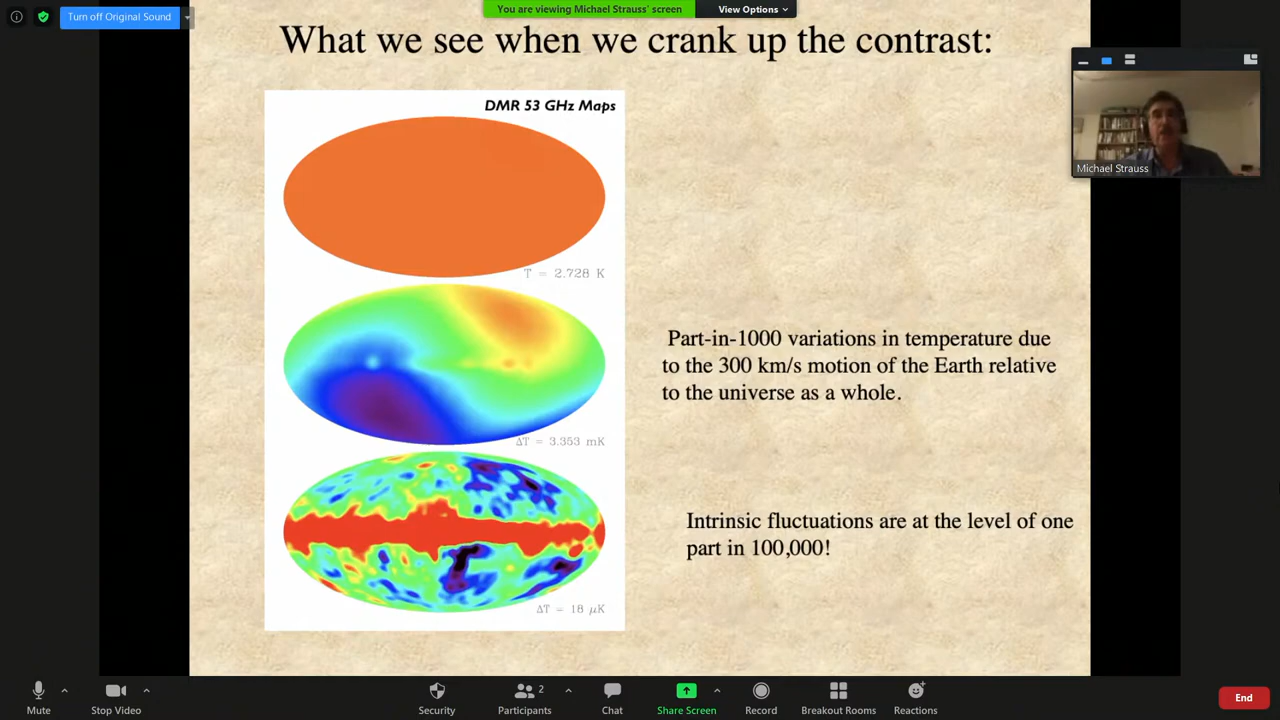 Turn off Original Sound
You are viewing Michael Strauss' screen
View Options
What we see when we crank up the contrast:
DMR 53 GHz Maps
Michael Strauss
T = 2.728 K
Part-in-1000 variations in temperature due
to the 300 km/s motion of the Earth relative
to the universe as a whole.
ΔT = 3.353 mK
Intrinsic fluctuations are at the level of one
part in 100,000!
ΔT = 18 μK
Mute
Stop Video
Security
Participants
2
Chat
Share Screen
Record
Breakout Rooms
Reactions
End